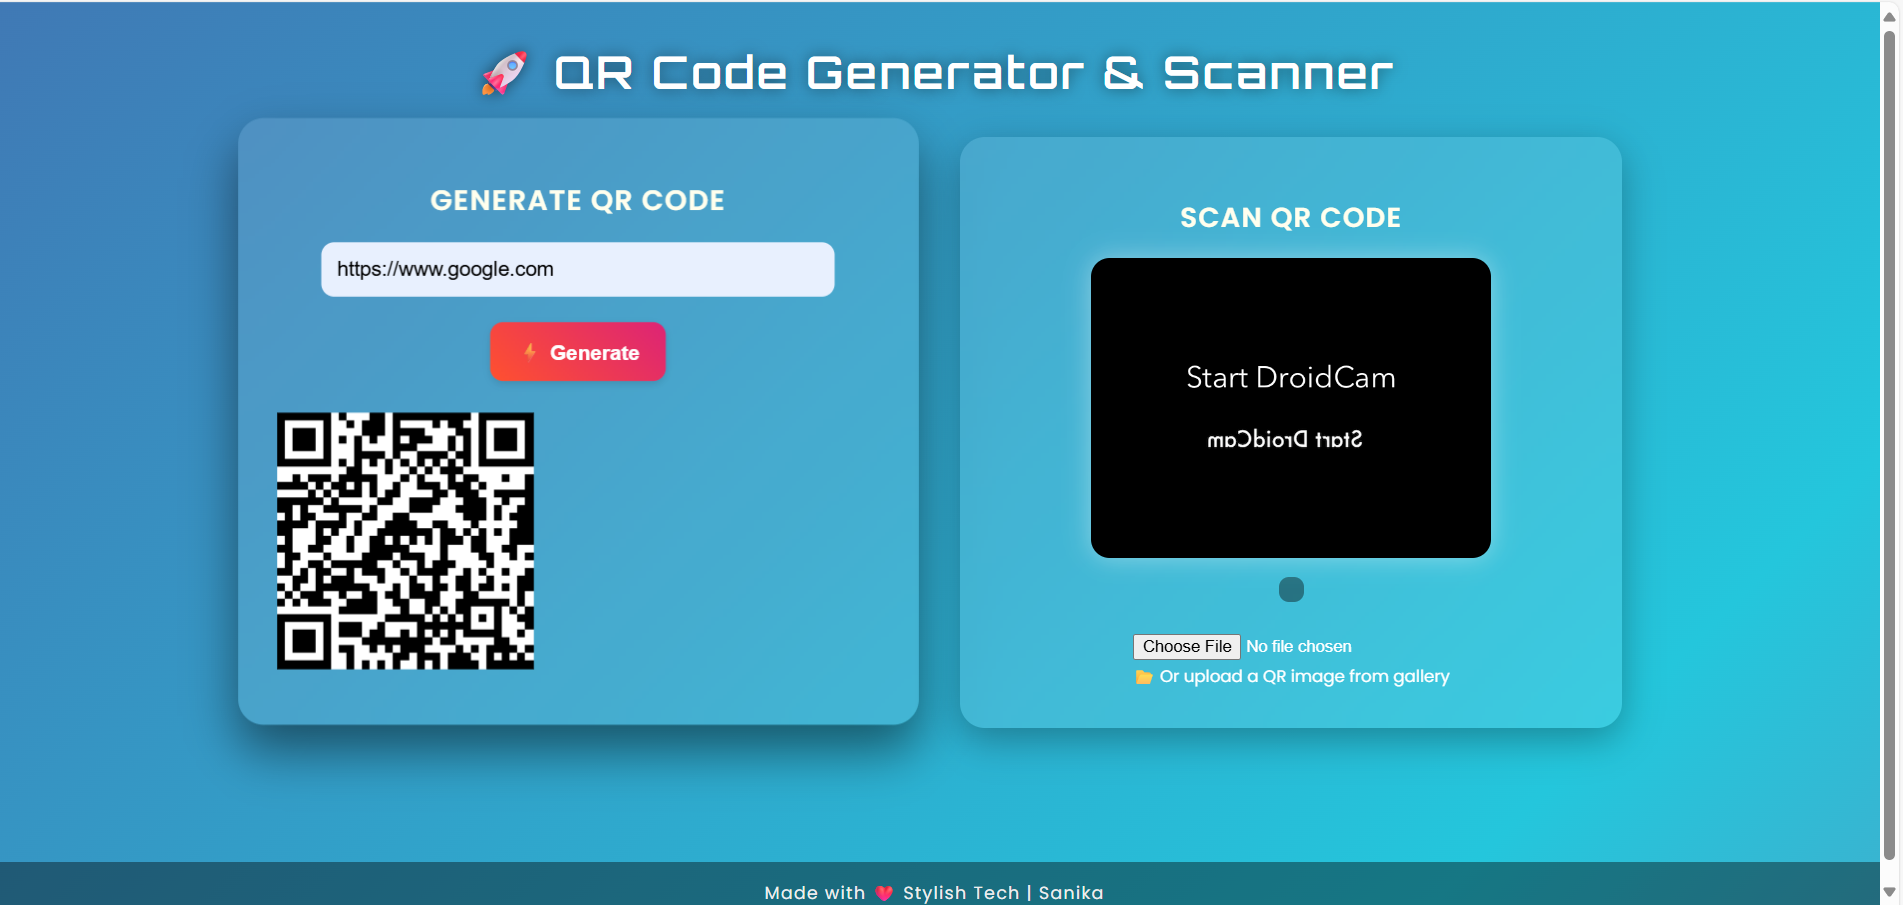 🚀 QR Code Generator & Scanner
GENERATE QR CODE
https://www.google.com
⚡ Generate
SCAN QR CODE
Start DroidCam
Start DroidCam
Choose File No file chosen
📂 Or upload a QR image from gallery
Made with 💖 Stylish Tech | Sanika